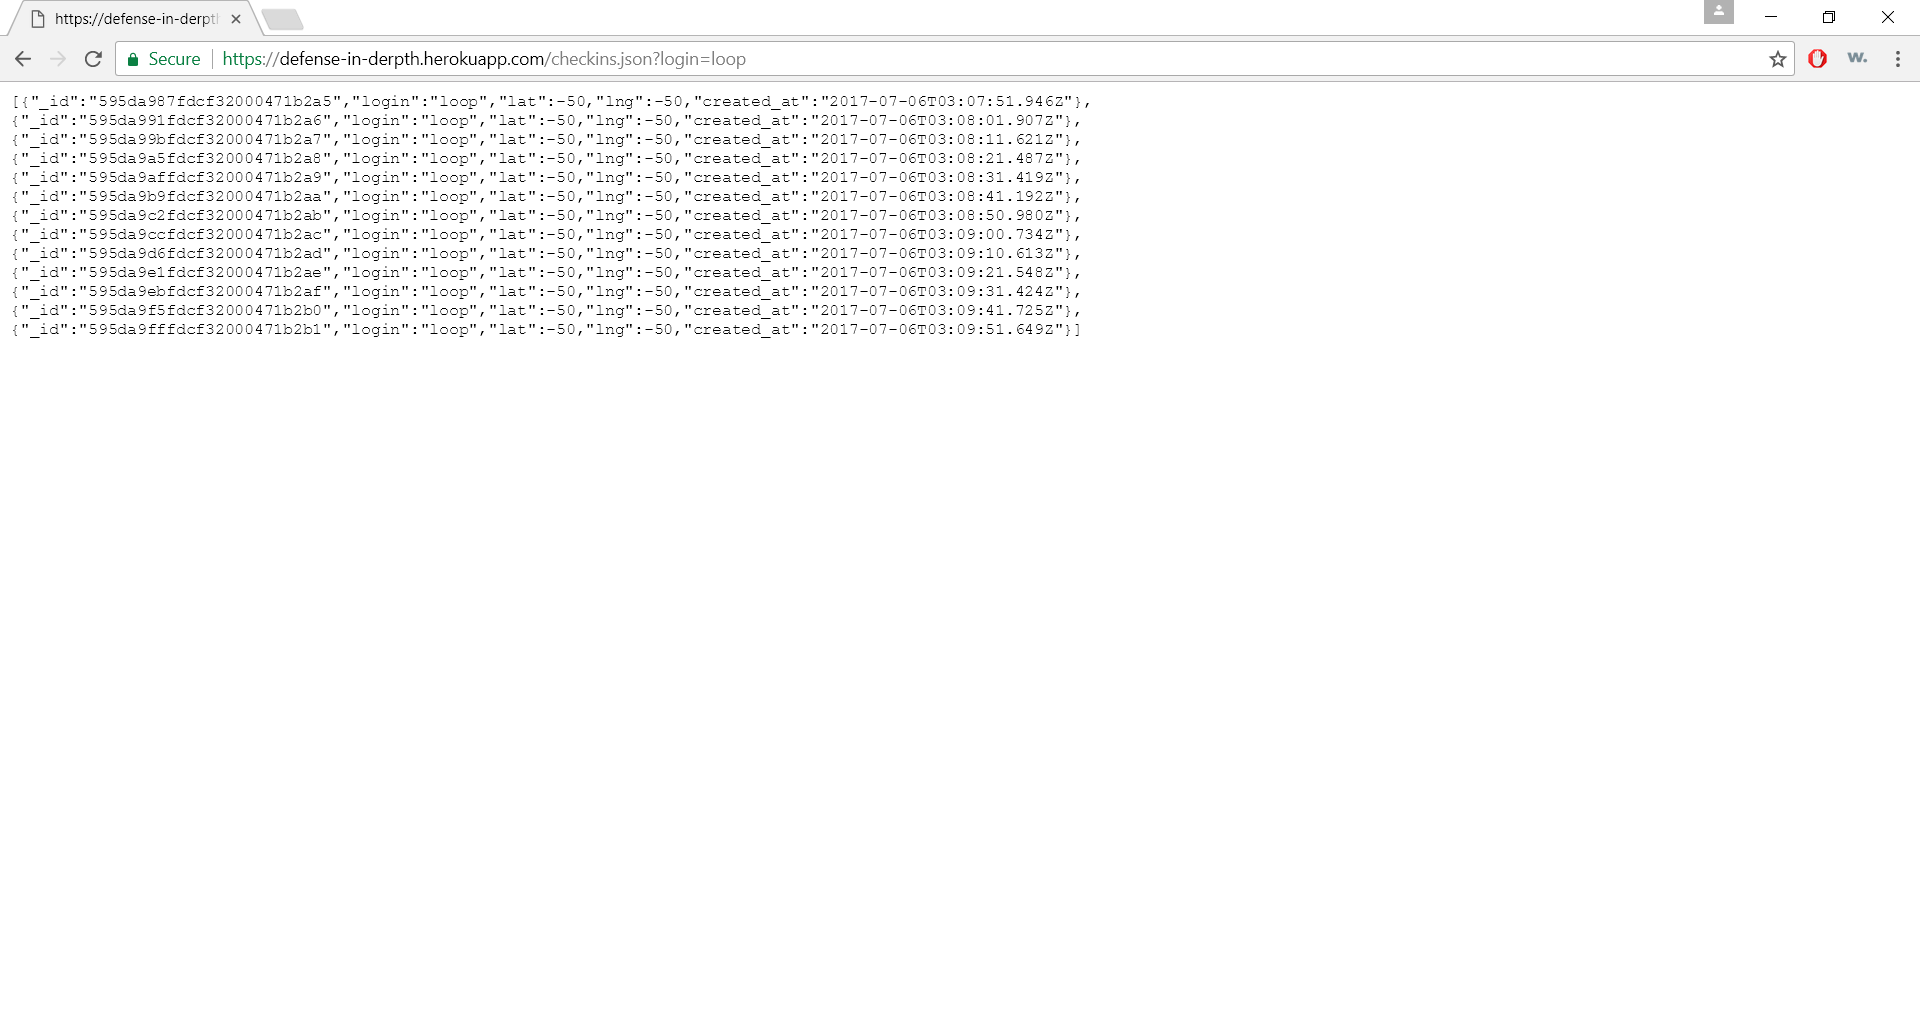 https://defense-in-derpt
Secure https://defense-in-derpth.herokuapp.com/checkins.json?login=loop
w.
[{"_id":"595da987fdcf32000471b2a5","login":"loop","lat":-50,"lng":-50,"created_at":"2017-07-06T03:07:51.946Z"},
{"_id":"595da991fdcf32000471b2a6","login":"loop","lat":-50,"lng":-50,"created_at":"2017-07-06T03:08:01.907Z"},
{"_id":"595da99bfdcf32000471b2a7","login":"loop","lat":-50,"lng":-50,"created_at":"2017-07-06T03:08:11.621Z"},
{"_id":"595da9a5fdcf32000471b2a8","login":"loop","lat":-50,"lng":-50,"created_at":"2017-07-06T03:08:21.487Z"},
{"_id":"595da9affdcf32000471b2a9","login":"loop","lat":-50,"lng":-50,"created_at":"2017-07-06T03:08:31.419Z"},
{"_id":"595da9b9fdcf32000471b2aa","login":"loop","lat":-50,"lng":-50,"created_at":"2017-07-06T03:08:41.192Z"},
{"_id":"595da9c2fdcf32000471b2ab","login":"loop","lat":-50,"lng":-50,"created_at":"2017-07-06T03:08:50.980Z"},
{"_id":"595da9ccfdcf32000471b2ac","login":"loop","lat":-50,"lng":-50,"created_at":"2017-07-06T03:09:00.734Z"},
{"_id":"595da9d6fdcf32000471b2ad","login":"loop","lat":-50,"lng":-50,"created_at":"2017-07-06T03:09:10.613Z"},
{"_id":"595da9e1fdcf32000471b2ae","login":"loop","lat":-50,"lng":-50,"created_at":"2017-07-06T03:09:21.548Z"},
{"_id":"595da9ebfdcf32000471b2af","login":"loop","lat":-50,"lng":-50,"created_at":"2017-07-06T03:09:31.424Z"},
{"_id":"595da9f5fdcf32000471b2b0","login":"loop","lat":-50,"lng":-50,"created_at":"2017-07-06T03:09:41.725Z"},
{"_id":"595da9fffdcf32000471b2b1","login":"loop","lat":-50,"lng":-50,"created_at":"2017-07-06T03:09:51.649Z"}]